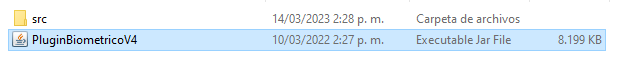 src 14/03/2023 2:28 p. m. Carpeta de archivos
PluginBiometricoV4 10/03/2022 2:27 p. m. Executable Jar File 8.199 KB